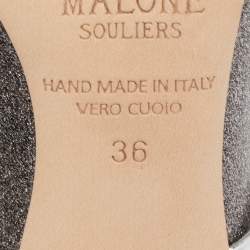 MALONE
SOULIERS
HAND MADE IN ITALY
VERO CUOIO
36